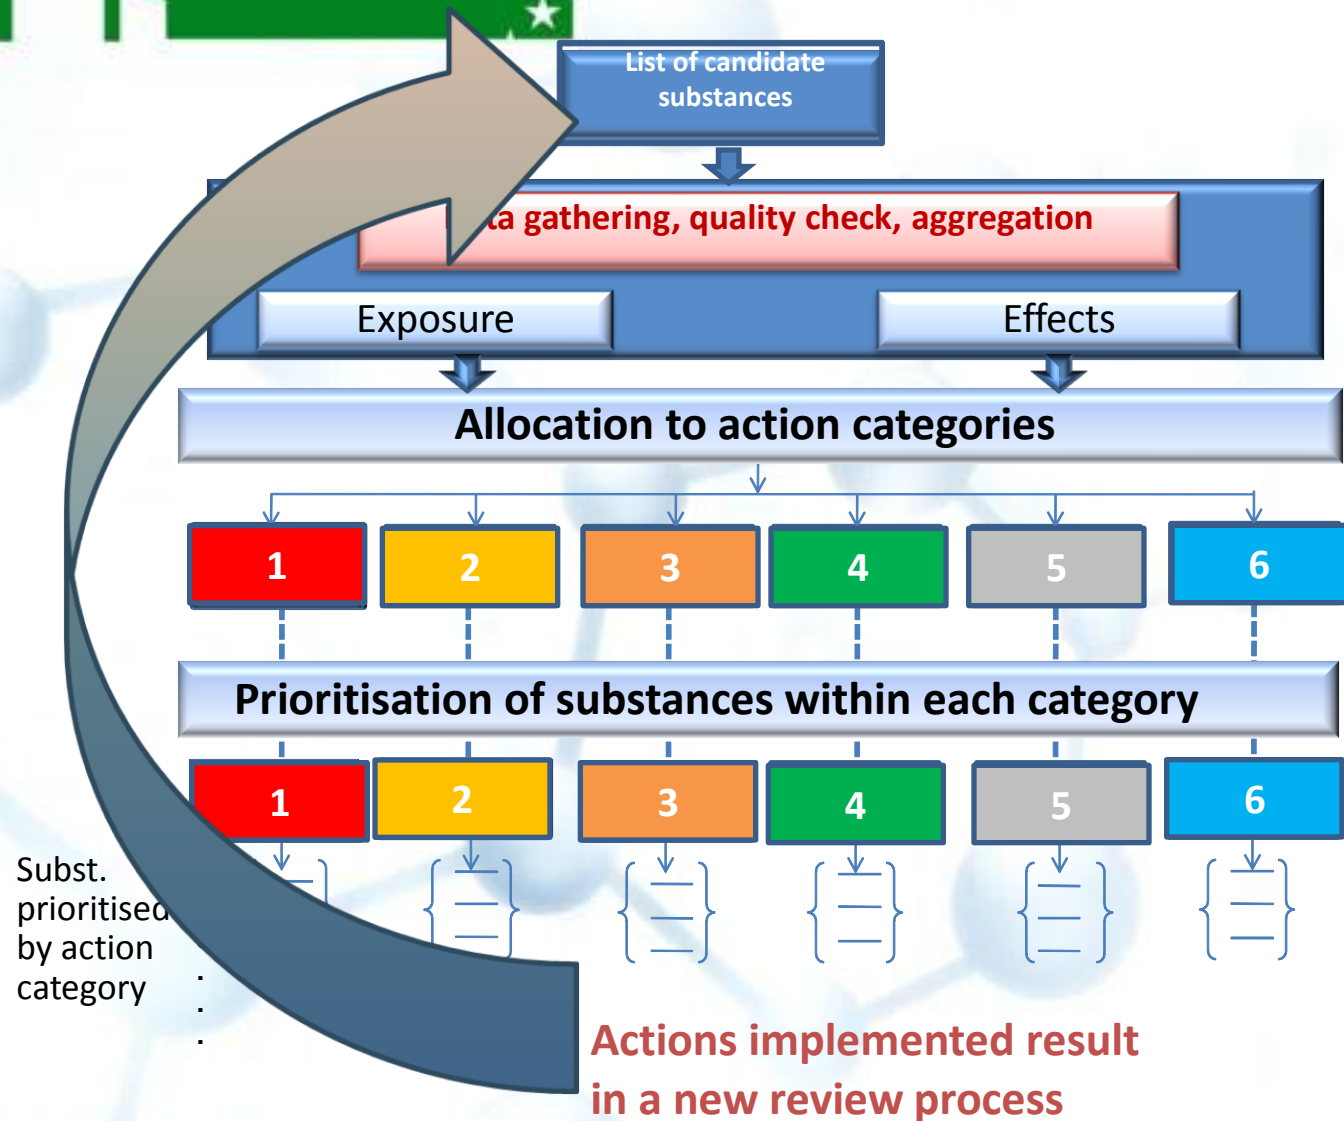 List of candidate
substances
ta gathering, quality check, aggregation
Exposure
Effects
Allocation to action categories
1
2
3
4
5
6
Prioritisation of substances within each category
1
2
3
4
5
6
Subst.
prioritised
by action
category
.
.
.
Actions implemented result
in a new review process